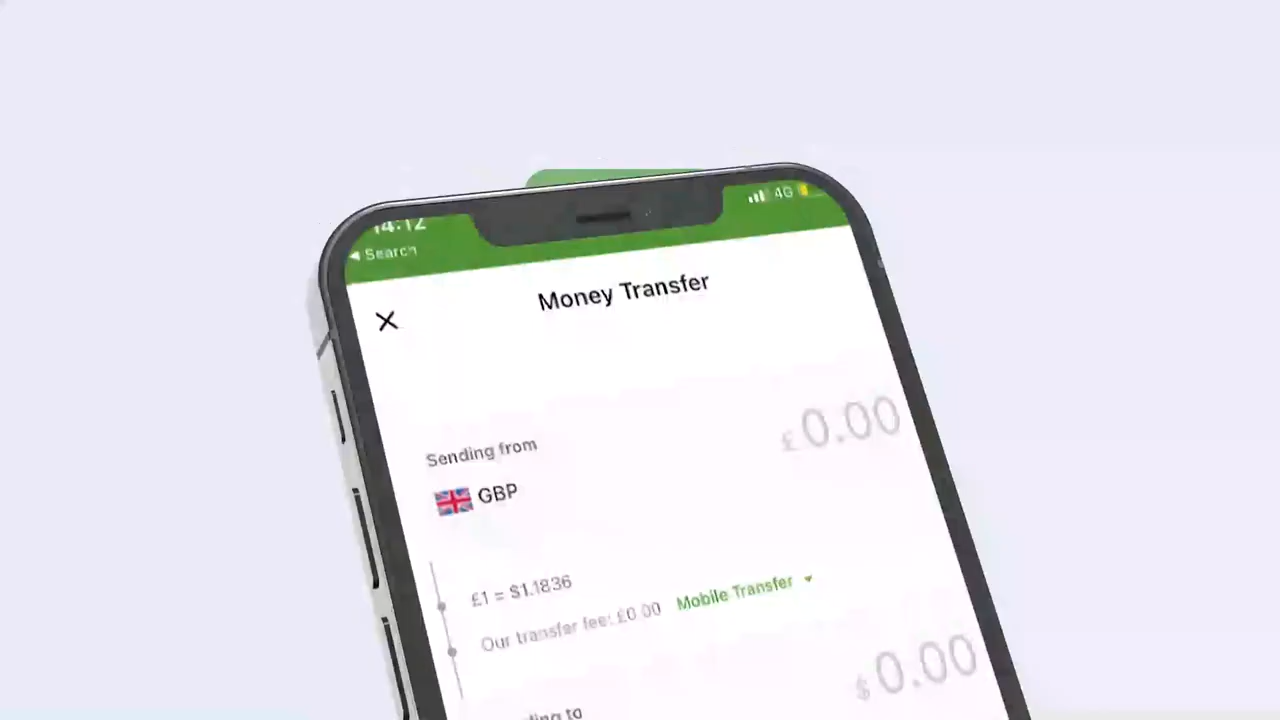 14:12
4G
◀ Search
Money Transfer
£0.00
Sending from
GBP
£1 = $1.1836
Our transfer fee: £0.00 Mobile Transfer
$0.00
to